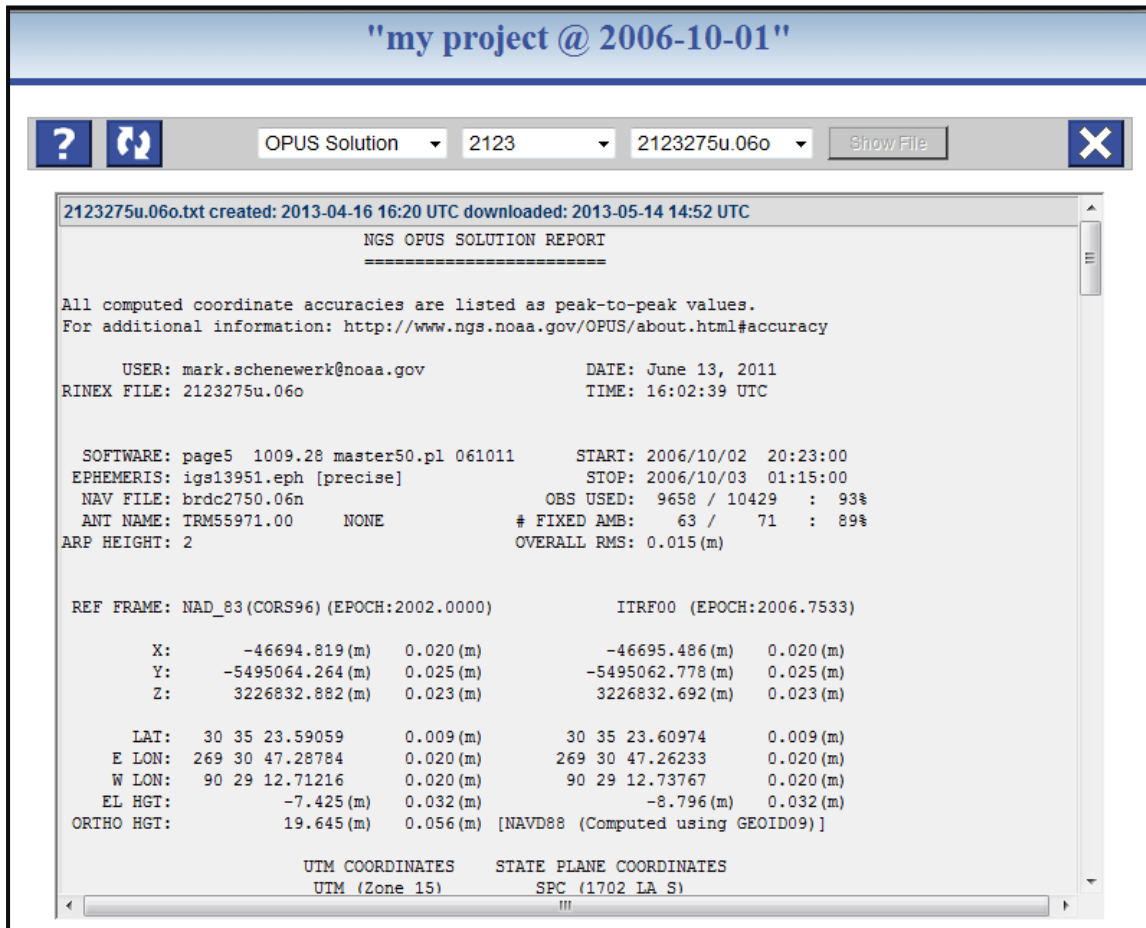 "my project @ 2006-10-01"
? OPUS Solution 2123 2123275u.06o Show File X
2123275u.06o.txt created: 2013-04-16 16:20 UTC downloaded: 2013-05-14 14:52 UTC
NGS OPUS SOLUTION REPORT
========================
All computed coordinate accuracies are listed as peak-to-peak values.
For additional information: http://www.ngs.noaa.gov/OPUS/about.html#accuracy
USER: mark.schenewerk@noaa.gov DATE: June 13, 2011
RINEX FILE: 2123275u.06o TIME: 16:02:39 UTC
SOFTWARE: page5 1009.28 master50.pl 061011 START: 2006/10/02 20:23:00
EPHEMERIS: igs13951.eph [precise] STOP: 2006/10/03 01:15:00
NAV FILE: brdc2750.06n OBS USED: 9658 / 10429 : 93%
ANT NAME: TRM55971.00 NONE # FIXED AMB: 63 / 71 : 89%
ARP HEIGHT: 2 OVERALL RMS: 0.015(m)
REF FRAME: NAD_83(CORS96)(EPOCH:2002.0000) ITRF00 (EPOCH:2006.7533)
X: -46694.819(m) 0.020(m) -46695.486(m) 0.020(m)
Y: -5495064.264(m) 0.025(m) -5495062.778(m) 0.025(m)
Z: 3226832.882(m) 0.023(m) 3226832.692(m) 0.023(m)
LAT: 30 35 23.59059 0.009(m) 30 35 23.60974 0.009(m)
E LON: 269 30 47.28784 0.020(m) 269 30 47.26233 0.020(m)
W LON: 90 29 12.71216 0.020(m) 90 29 12.73767 0.020(m)
EL HGT: -7.425(m) 0.032(m) -8.796(m) 0.032(m)
ORTHO HGT: 19.645(m) 0.056(m) [NAVD88 (Computed using GEOID09)]
UTM COORDINATES STATE PLANE COORDINATES
UTM (Zone 15) SPC (1702 LA S)